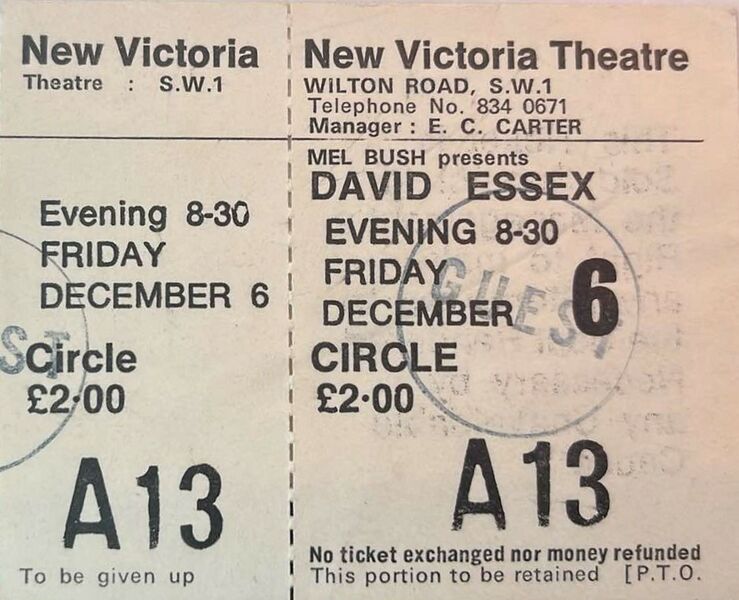 New Victoria
Theatre : S.W.1
Evening 8-30
FRIDAY
DECEMBER 6
Circle
£2·00
ST
A13
To be given up
New Victoria Theatre
WILTON ROAD, S.W.1
Telephone No. 834 0671
Manager : E. C. CARTER
MEL BUSH presents
DAVID ESSEX
EVENING 8-30
FRIDAY
DECEMBER 6
CIRCLE
£2·00
GUEST
A13
No ticket exchanged nor money refunded
This portion to be retained [P.T.O.